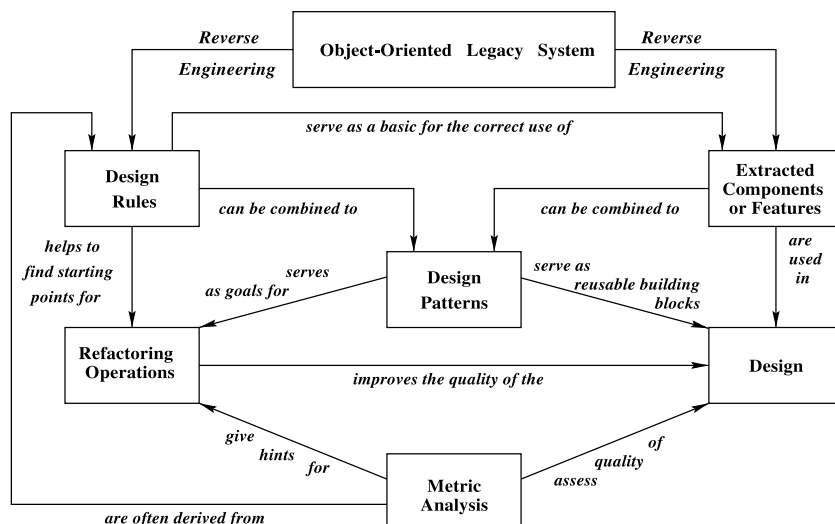 Reverse
Engineering
Object-Oriented Legacy System
Reverse
Engineering
serve as a basic for the correct use of
Design
Rules
Extracted
Components
or Features
can be combined to
can be combined to
helps to
find starting
points for
serves
as goals for
Design
Patterns
serve as
reusable building
blocks
are
used
in
Refactoring
Operations
improves the quality of the
Design
give
hints
for
Metric
Analysis
of
quality
assess
are often derived from